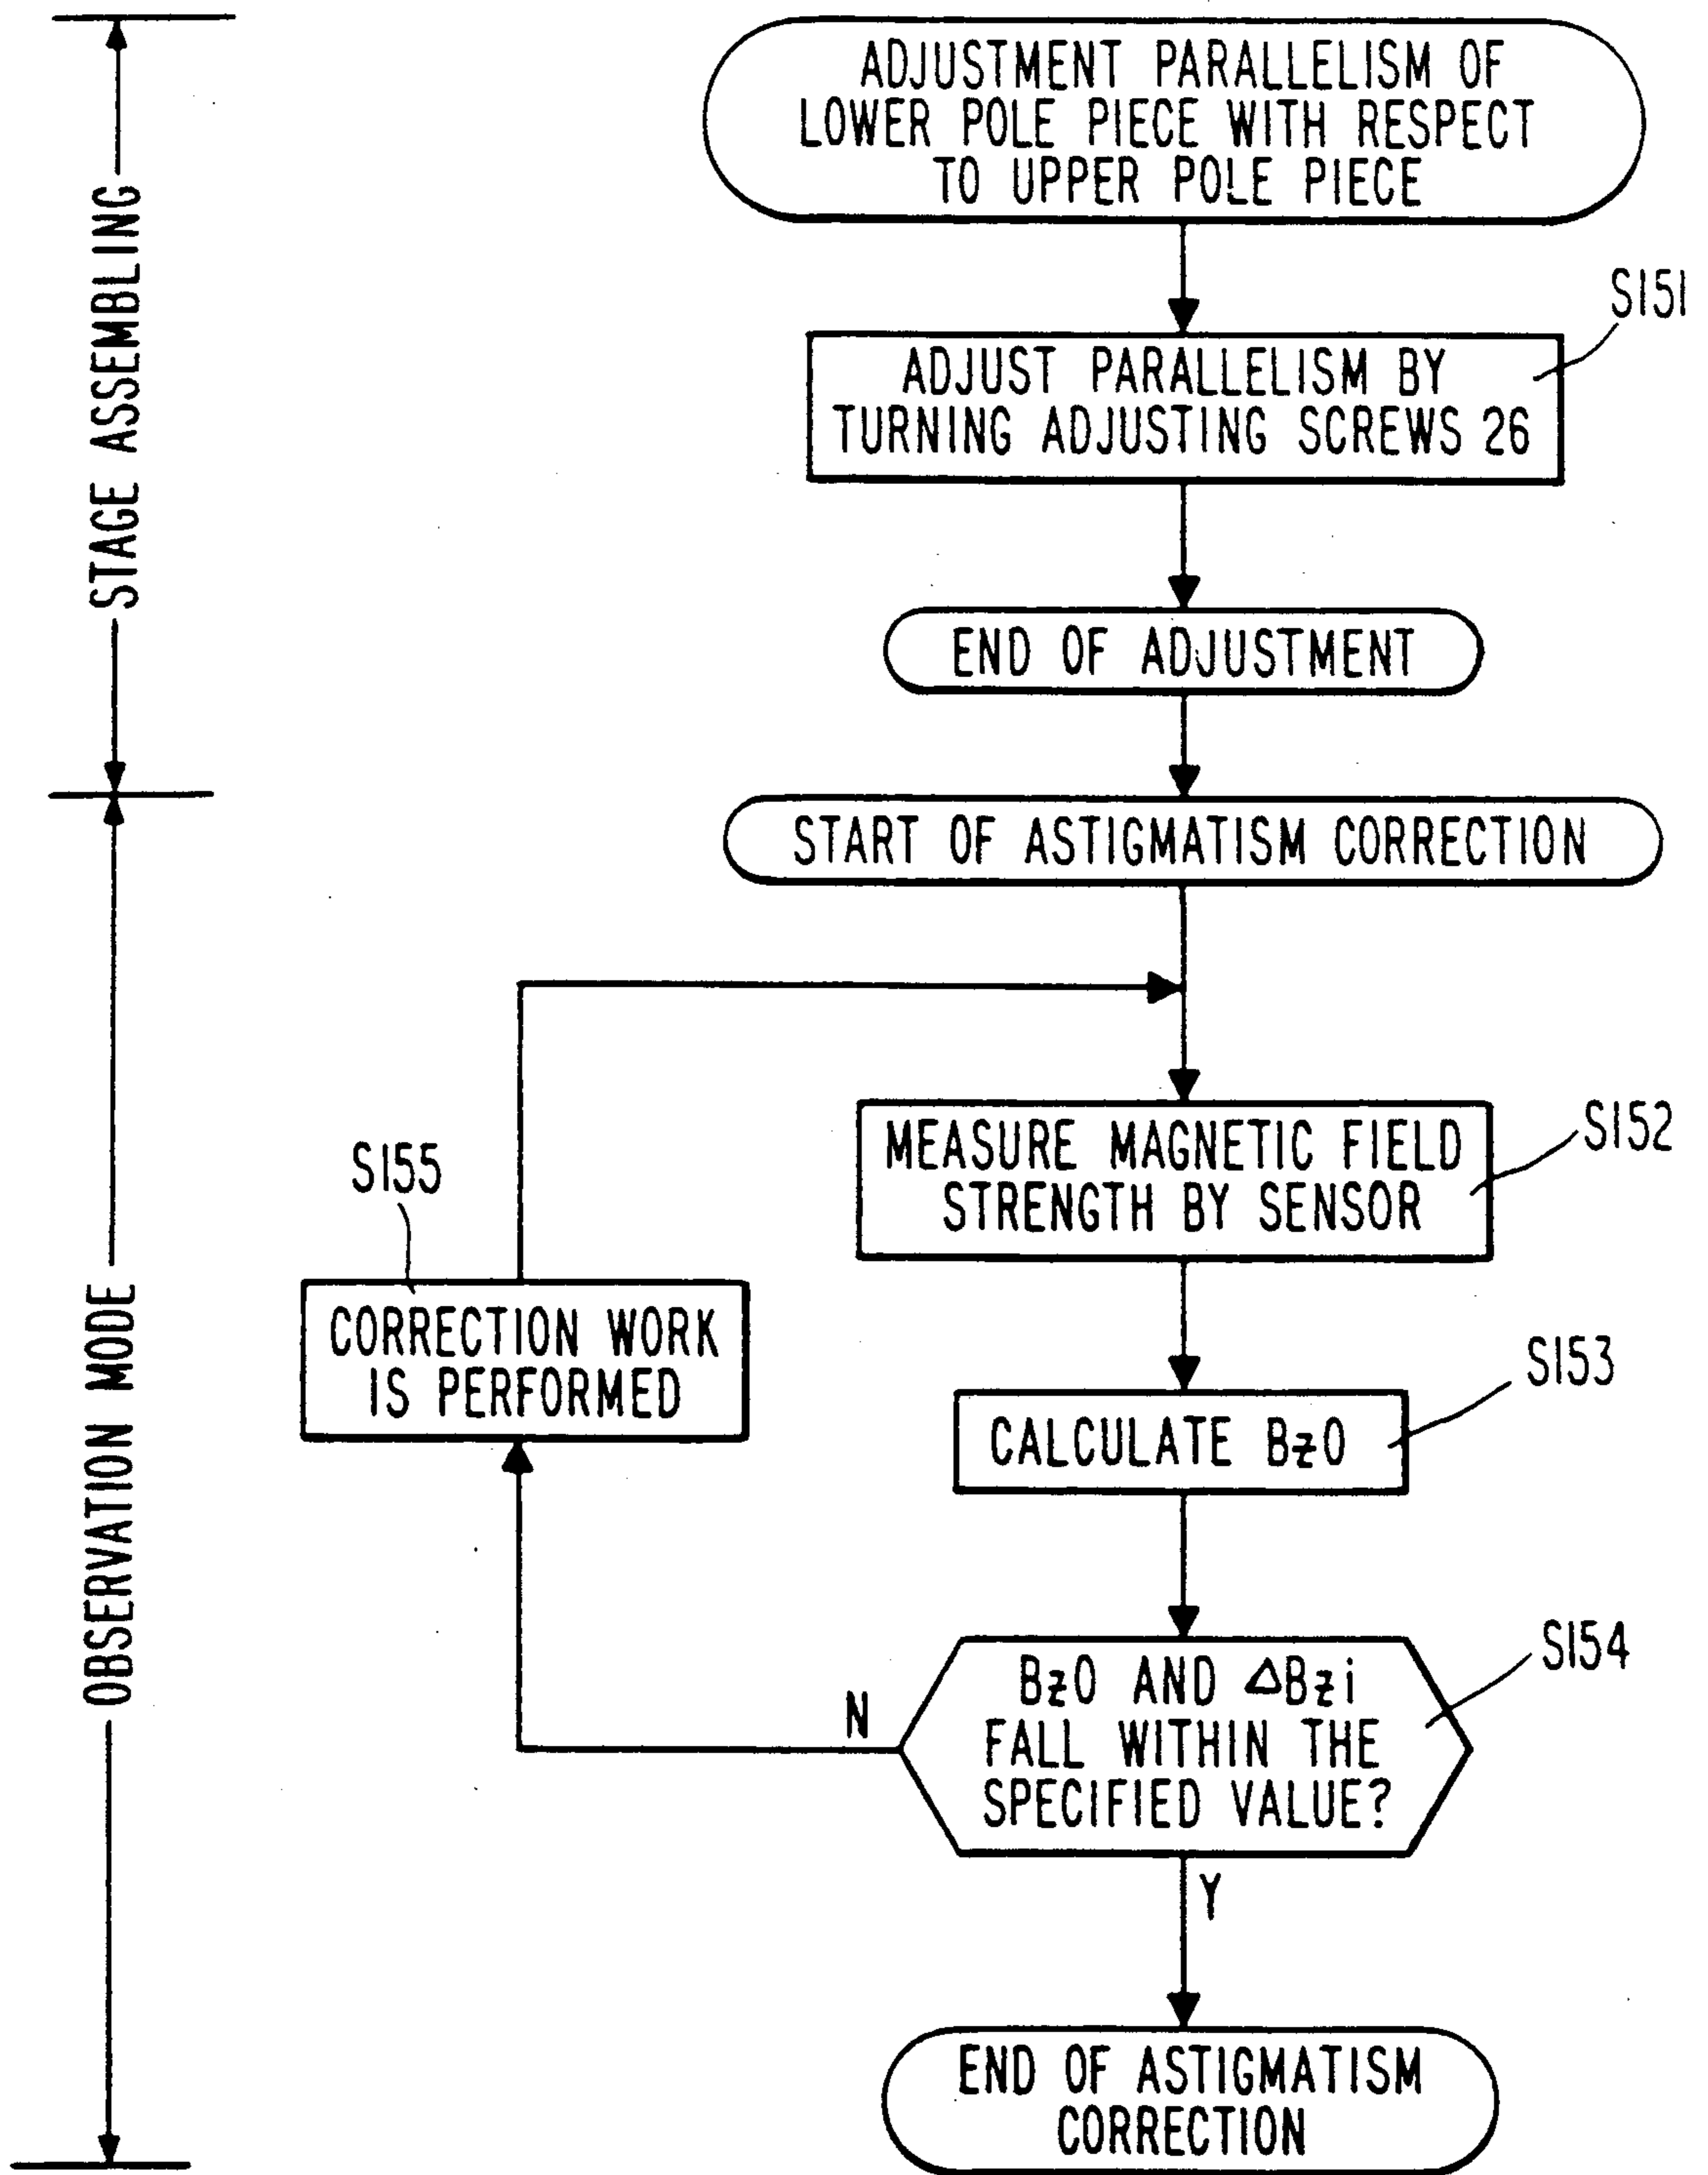 STAGE ASSEMBLING
ADJUSTMENT PARALLELISM OF
LOWER POLE PIECE WITH RESPECT
TO UPPER POLE PIECE
S151
ADJUST PARALLELISM BY
TURNING ADJUSTING SCREWS 26
END OF ADJUSTMENT
OBSERVATION MODE
START OF ASTIGMATISM CORRECTION
S152
MEASURE MAGNETIC FIELD
STRENGTH BY SENSOR
S155
CORRECTION WORK
IS PERFORMED
S153
CALCULATE Bz0
S154
Bz0 AND ΔBzi
FALL WITHIN THE
SPECIFIED VALUE?
N
Y
END OF ASTIGMATISM
CORRECTION